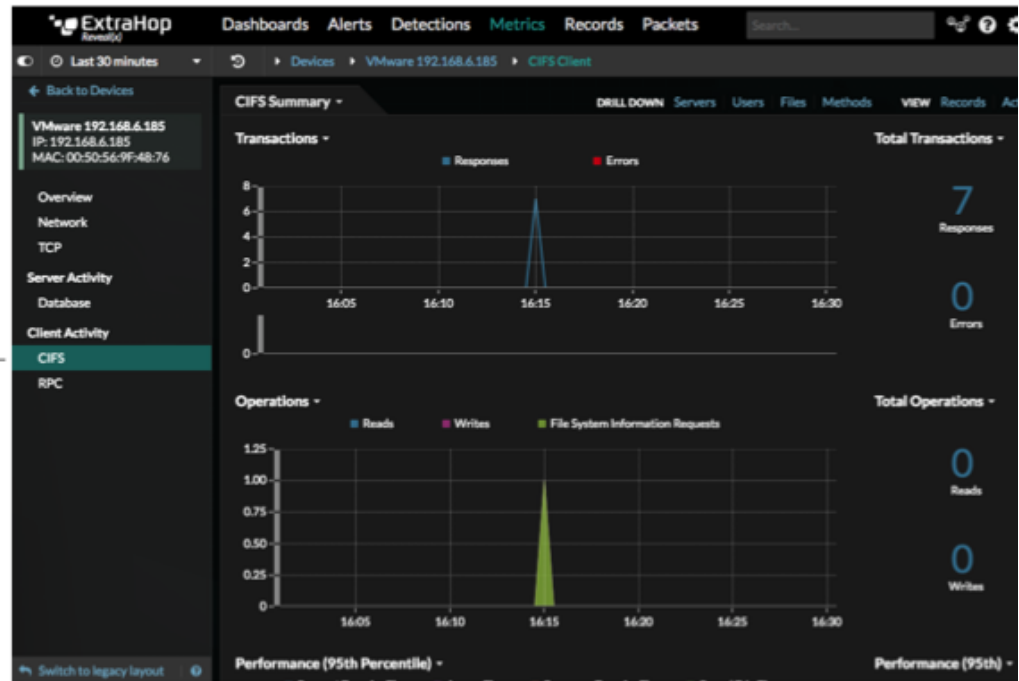 ExtraHop Dashboards Alerts Detections Metrics Records Packets Search...
Reveal(x)
Last 30 minutes Devices VMware 192.168.6.185 CIFS Client
Back to Devices
CIFS Summary DRILL DOWN Servers Users Files Methods VIEW Records
VMware 192.168.6.185
IP: 192.168.6.185
MAC: 00:50:56:9F:48:76
Transactions Total Transactions
Responses Errors
8
6
4
2
0
16:05 16:10 16:15 16:20 16:25 16:30
0
7
Responses
0
Errors
Overview
Network
TCP
Server Activity
Database
Client Activity
CIFS
RPC
Operations Total Operations
Reads Writes File System Information Requests
1.25
1.00
0.75
0.50
0.25
0
16:05 16:10 16:15 16:20 16:25 16:30
0
Reads
0
Writes
Switch to legacy layout
Performance (95th Percentile) Performance (95th)